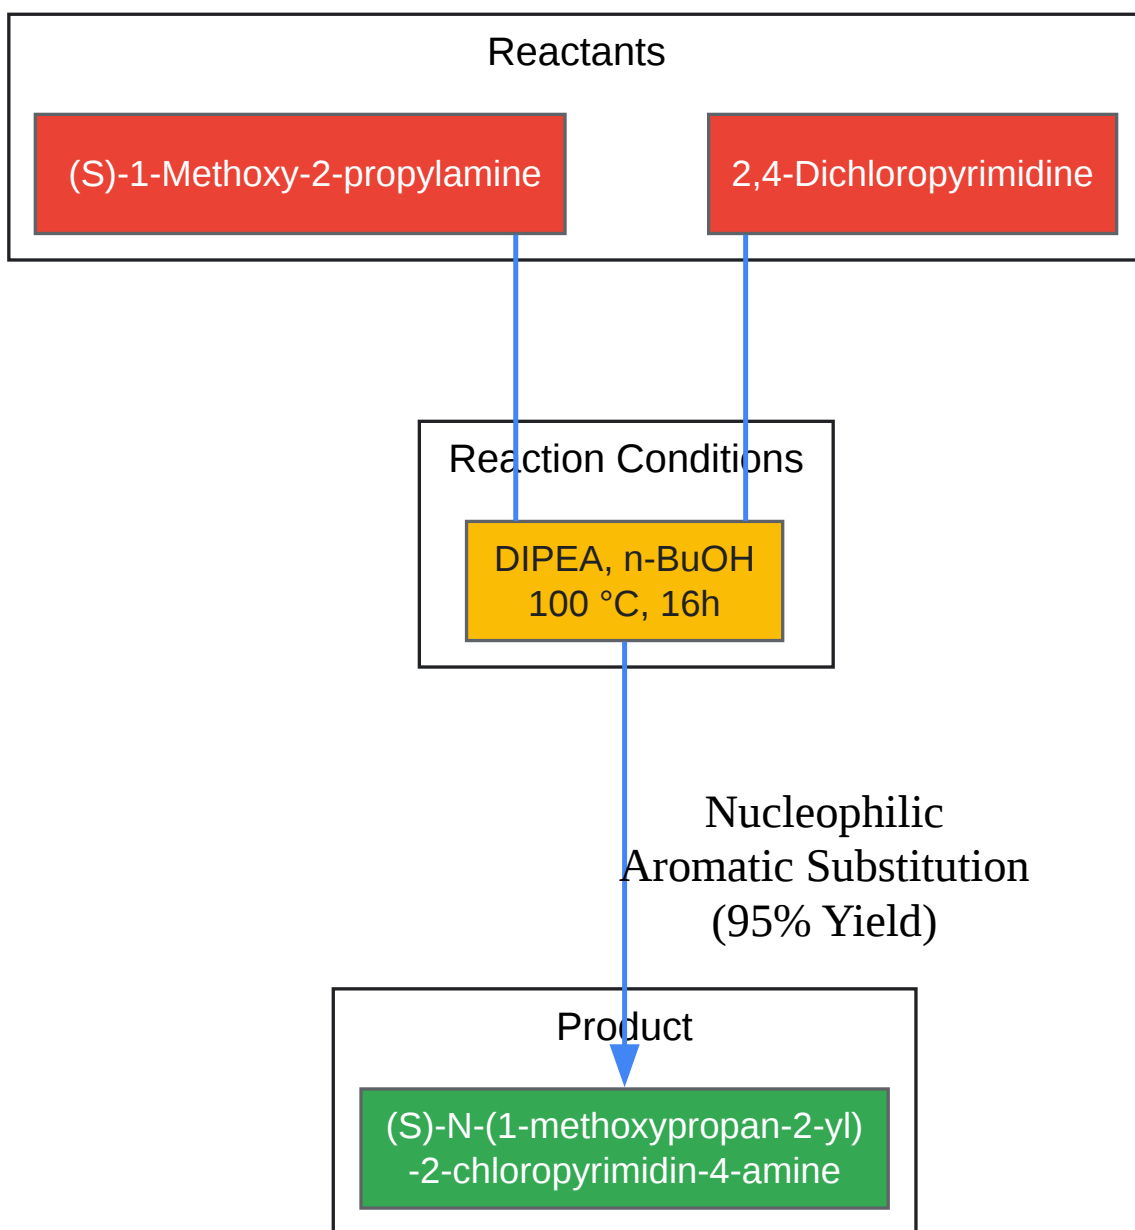 Reactants
(S)-1-Methoxy-2-propylamine
2,4-Dichloropyrimidine
Reaction Conditions
DIPEA, n-BuOH
100 °C, 16h
Nucleophilic
Aromatic Substitution
(95% Yield)
Product
(S)-N-(1-methoxypropan-2-yl)
-2-chloropyrimidin-4-amine